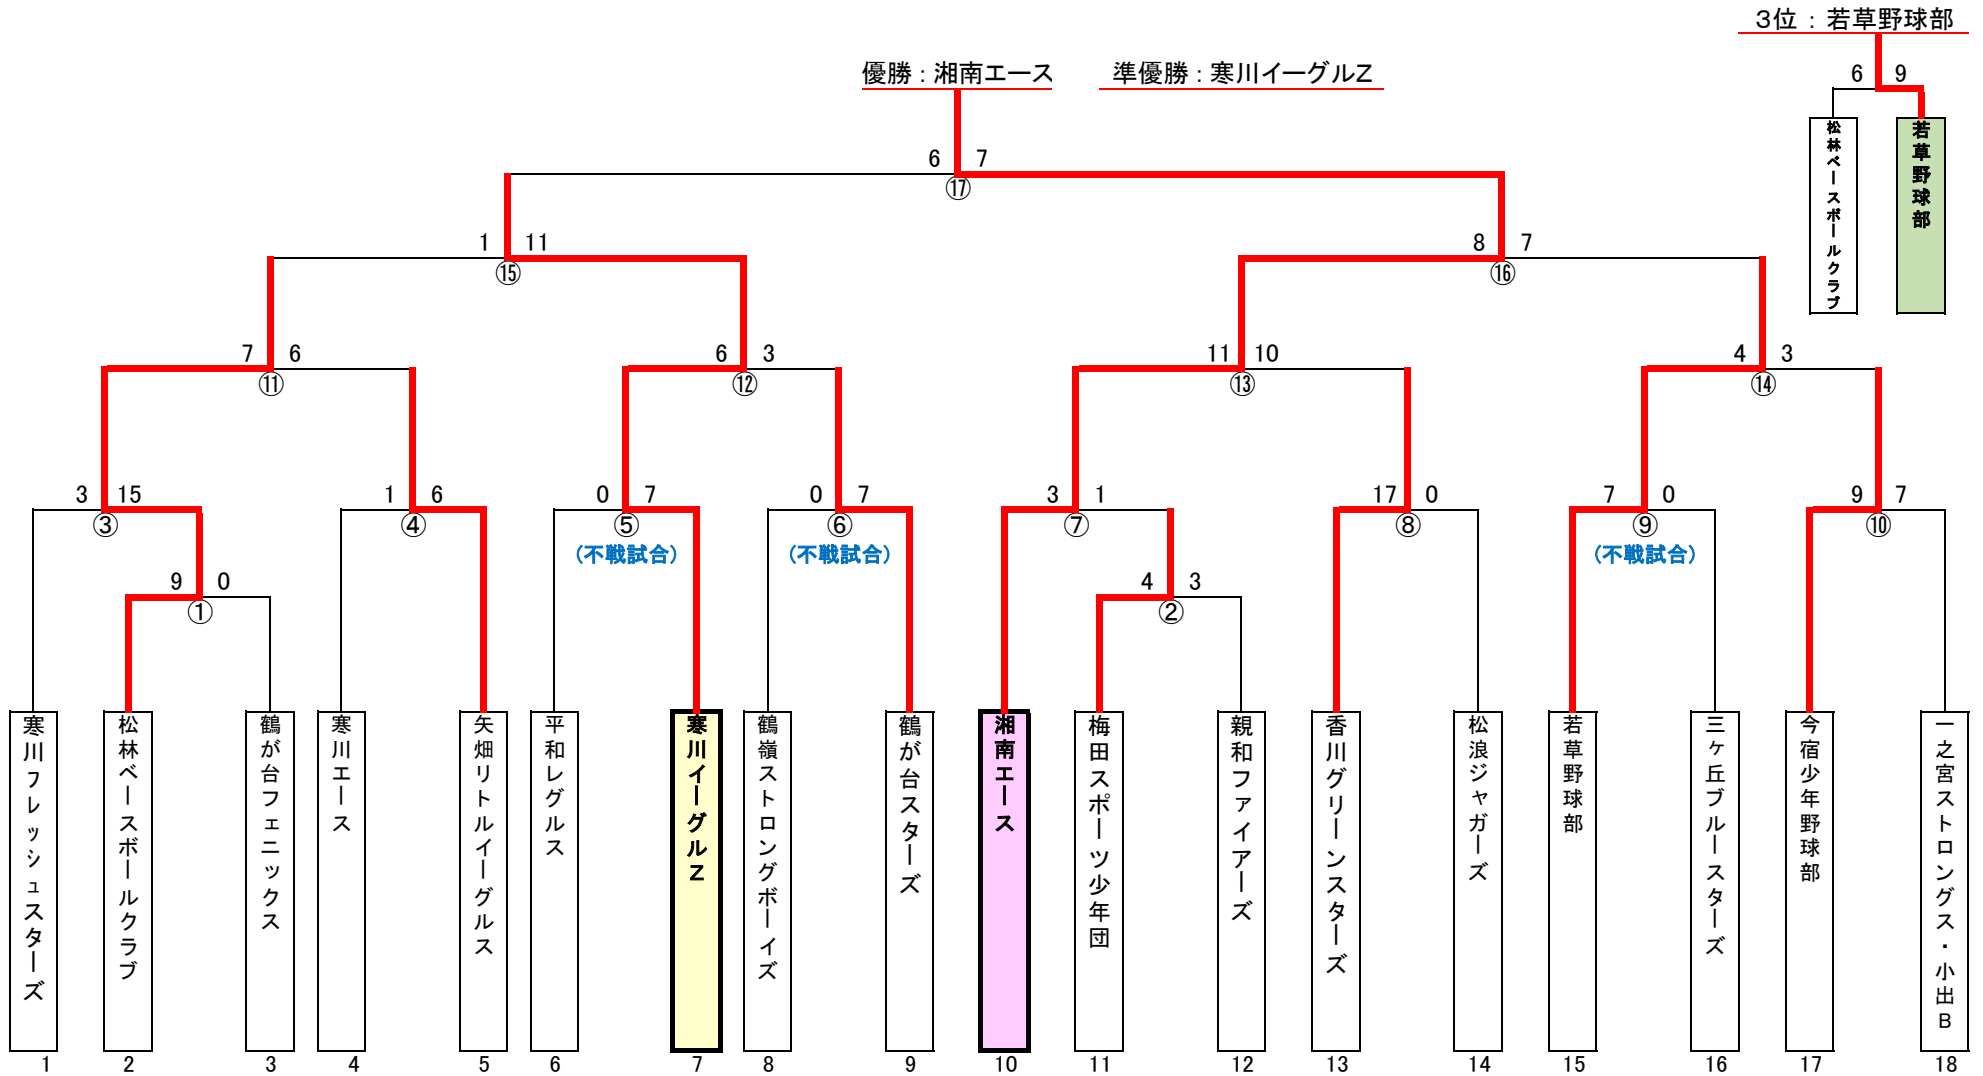 3位：若草野球部
6 9
松林ベースボールクラブ
若草野球部
優勝：湘南エース 準優勝：寒川イーグルZ
6 7
⑰
1 11
⑮
8 7
⑯
7 6
⑪
6 3
⑫
11 10
⑬
4 3
⑭
3 15
③
1 6
④
0 7
⑤
(不戦試合)
0 7
⑥
(不戦試合)
3 1
⑦
17 0
⑧
7 0
⑨
(不戦試合)
9 7
⑩
9 0
①
4 3
②
寒川フレッシュスターズ
松林ベースボールクラブ
鶴が台フェニックス
寒川エース
矢畑リトルイーグルス
平和レグルス
寒川イーグルZ
鶴嶺ストロングボーイズ
鶴が台スターズ
湘南エース
梅田スポーツ少年団
親和ファイアーズ
香川グリーンスターズ
松浪ジャガーズ
若草野球部
三ケ丘ブルースターズ
今宿少年野球部
一之宮ストロングス・小出B
1 2 3 4 5 6 7 8 9 10 11 12 13 14 15 16 17 18